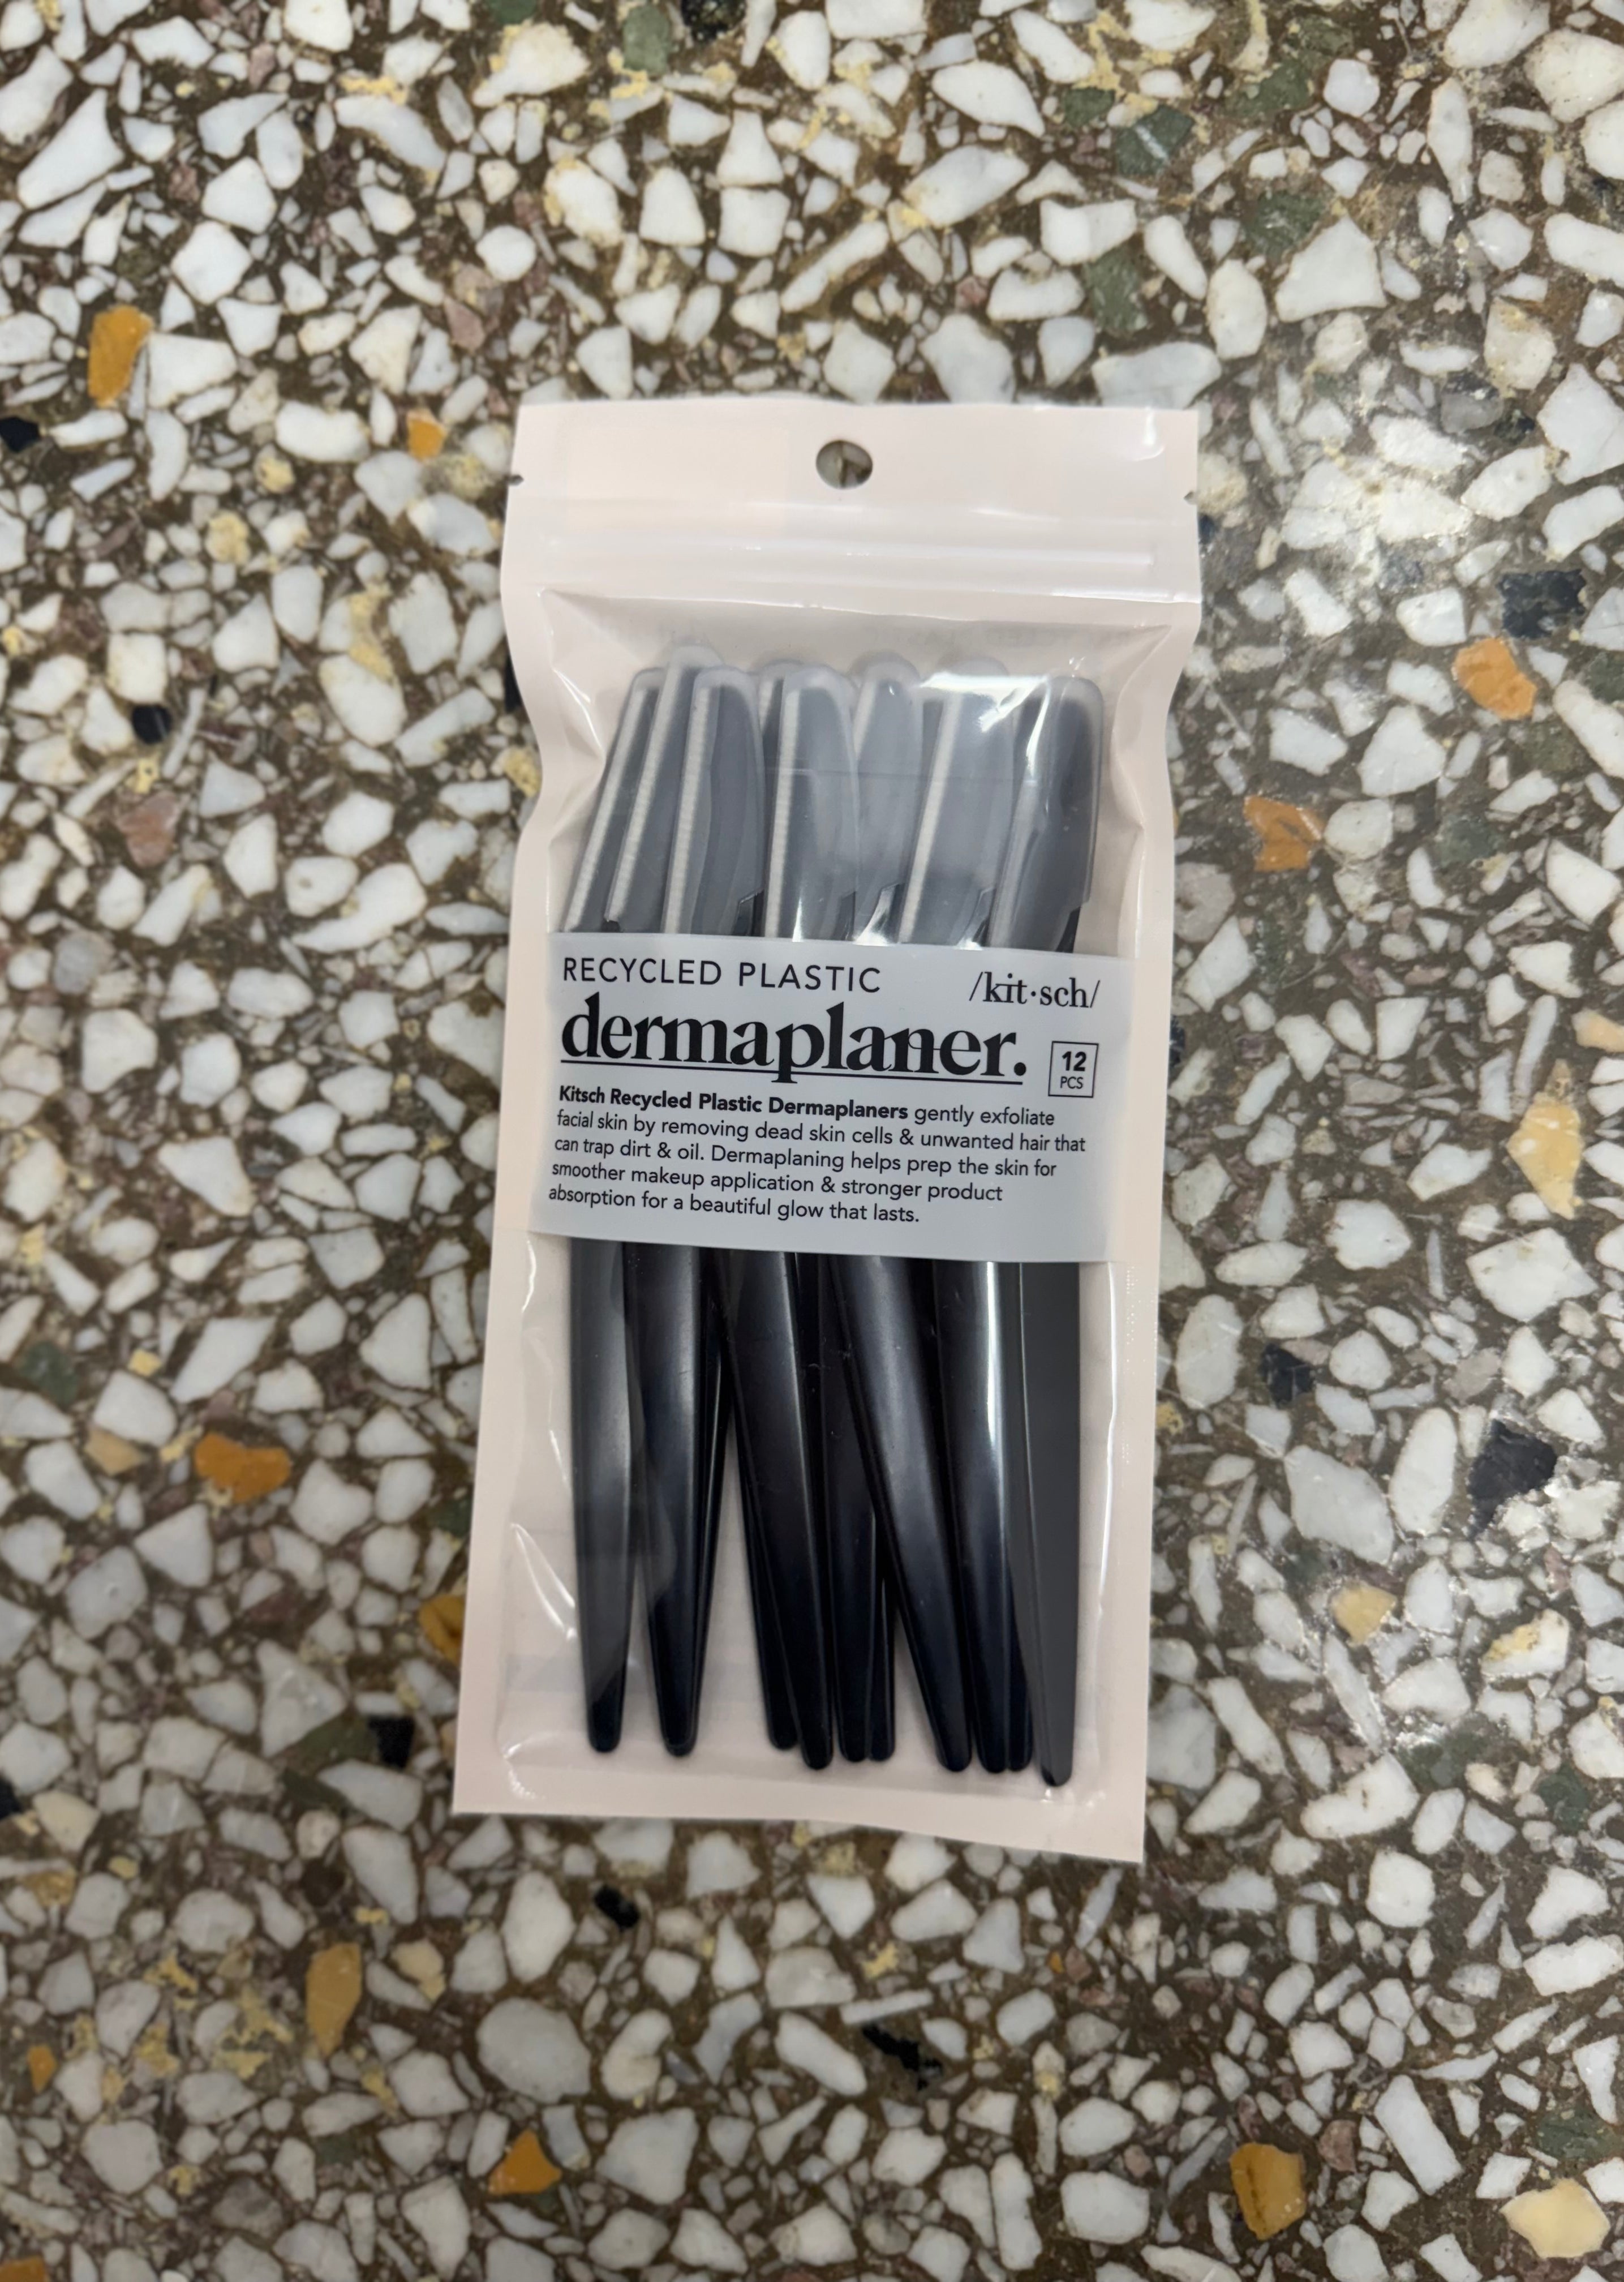 RECYCLED PLASTIC
/kit·sch/
dermaplaner.
12
PCS
Kitsch Recycled Plastic Dermaplaners gently exfoliate
facial skin by removing dead skin cells & unwanted hair that
can trap dirt & oil. Dermaplaning helps prep the skin for
smoother makeup application & stronger product
absorption for a beautiful glow that lasts.